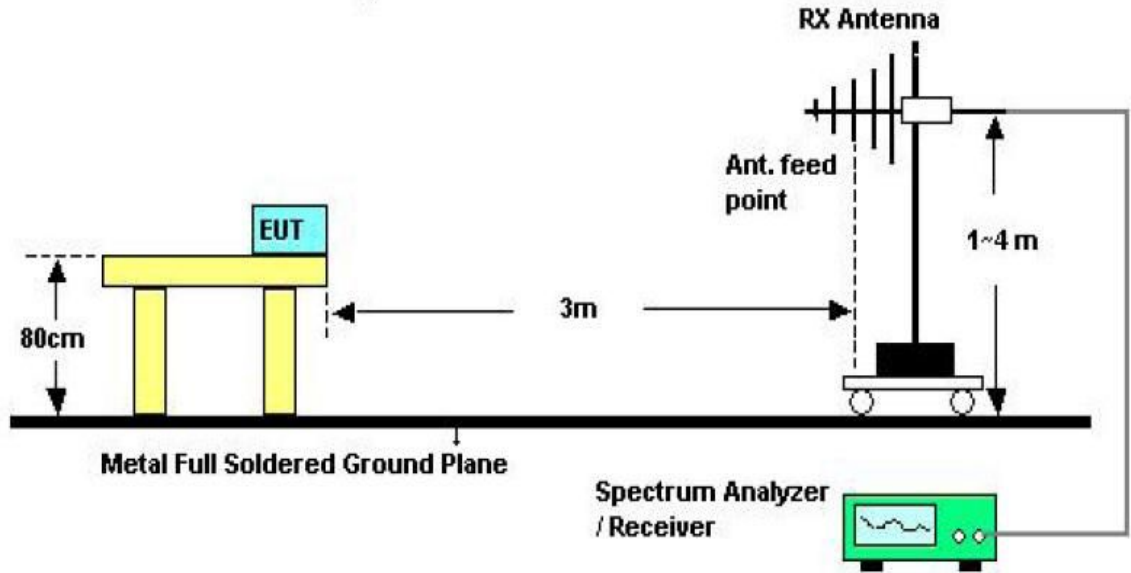 RX Antenna
Ant. feed
point
EUT
1~4 m
3m
80cm
Metal Full Soldered Ground Plane
Spectrum Analyzer
/ Receiver